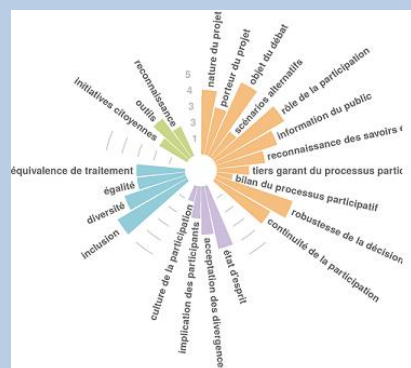 nature du projet
porteur du projet
objet du débat
scénarios alternatifs
rôle de la participation
information du public
reconnaissance des savoirs e
tiers garant du processus partic
bilan du processus participatif
robustesse de la décision
continuité de la participation
état d'esprit
acceptation des divergence
implication des participants
culture de la participation
inclusion
diversité
égalité
équivalence de traitement
initiatives citoyennes
outils
reconnaissance
5
4
3
3
1